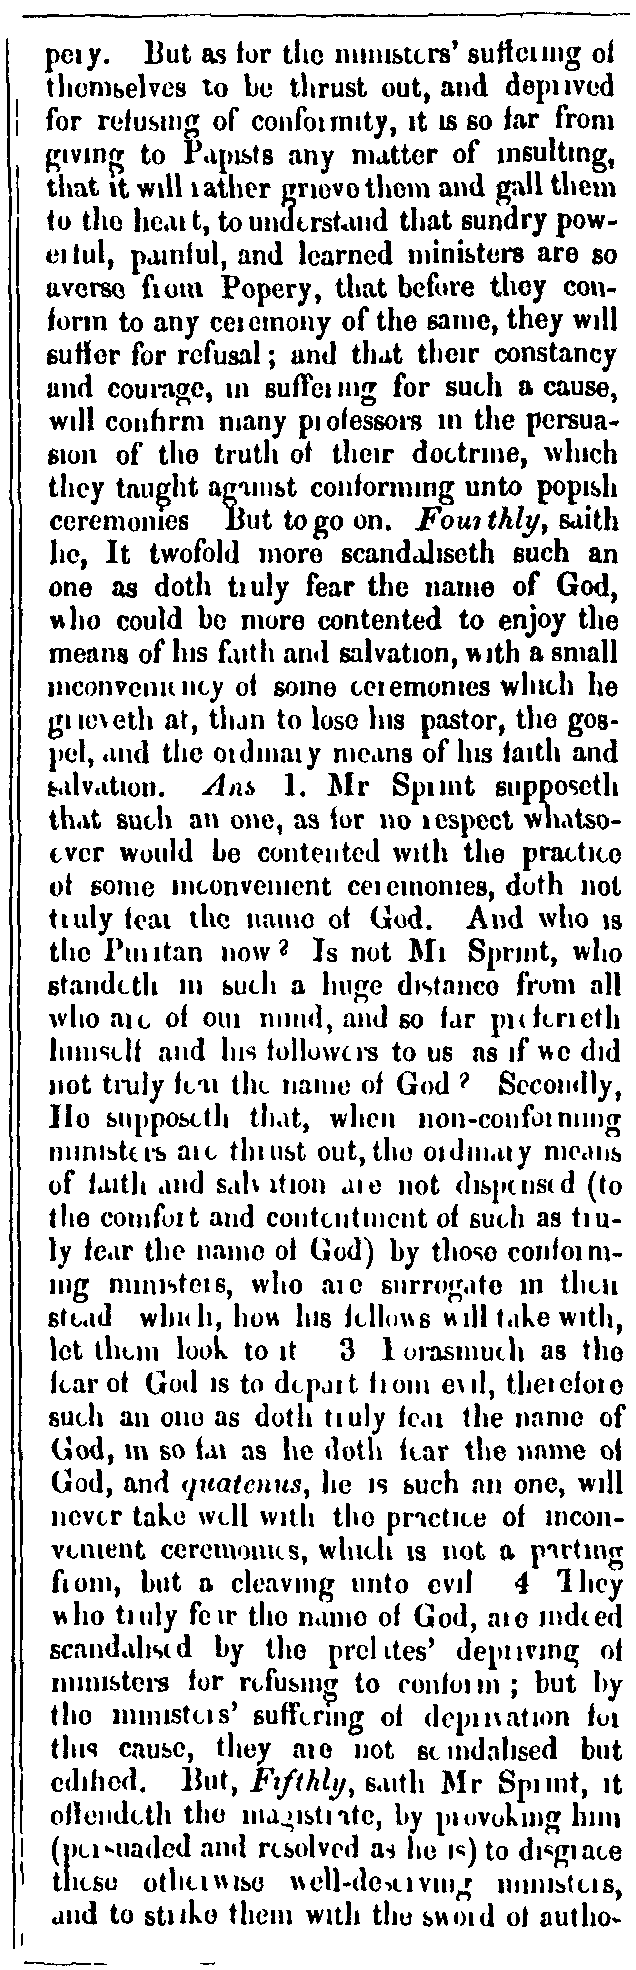 pery. But as for the ministers' suffering of
themselves to be thrust out, and deprived
for refusing of conformity, it is so far from
giving to Papists any matter of insulting,
that it will rather grieve them and gall them
to the heart, to understand that sundry pow-
erful, painful, and learned ministers are so
averse from Popery, that before they con-
form to any ceremony of the same, they will
suffer for refusal; and that their constancy
and courage, in suffering for such a cause,
will confirm many professors in the persua-
sion of the truth of their doctrine, which
they taught against conforming unto popish
ceremonies But to go on. Fourthly, saith
he, It twofold more scandaliseth such an
one as doth truly fear the name of God,
who could be more contented to enjoy the
means of his faith and salvation, with a small
inconveniency of some ceremonies which he
grieveth at, than to lose his pastor, the gos-
pel, and the ordinary means of his faith and
salvation. Ans 1. Mr Sprint supposeth
that such an one, as for no respect whatso-
ever would be contented with the practice
of some inconvenient ceremonies, doth not
truly fear the name of God. And who is
the Puritan now? Is not Mr Sprint, who
standeth in such a huge distance from all
who are of our mind, and so far preferreth
himself and his followers to us as if we did
not truly fear the name of God? Secondly,
He supposeth that, when non-conforming
ministers are thrust out, the ordinary means
of faith and salvation are not dispensed (to
the comfort and contentment of such as tru-
ly fear the name of God) by those conform-
ing ministers, who are surrogate in their
stead which, how his fellows will take with,
let them look to it 3 Forasmuch as the
fear of God is to depart from evil, therefore
such an one as doth truly fear the name of
God, in so far as he doth fear the name of
God, and quatenus, he is such an one, will
never take well with the practice of incon-
venient ceremonies, which is not a parting
from, but a cleaving unto evil 4 They
who truly fear the name of God, are indeed
scandalised by the prelates' depriving of
ministers for refusing to conform; but by
the ministers' suffering of deprivation for
this cause, they are not scandalised but
edified. But, Fifthly, saith Mr Sprint, it
offendeth the magistrate, by provoking him
(persuaded and resolved as he is) to disgrace
these otherwise well-deserving ministers,
and to strike them with the sword of autho-